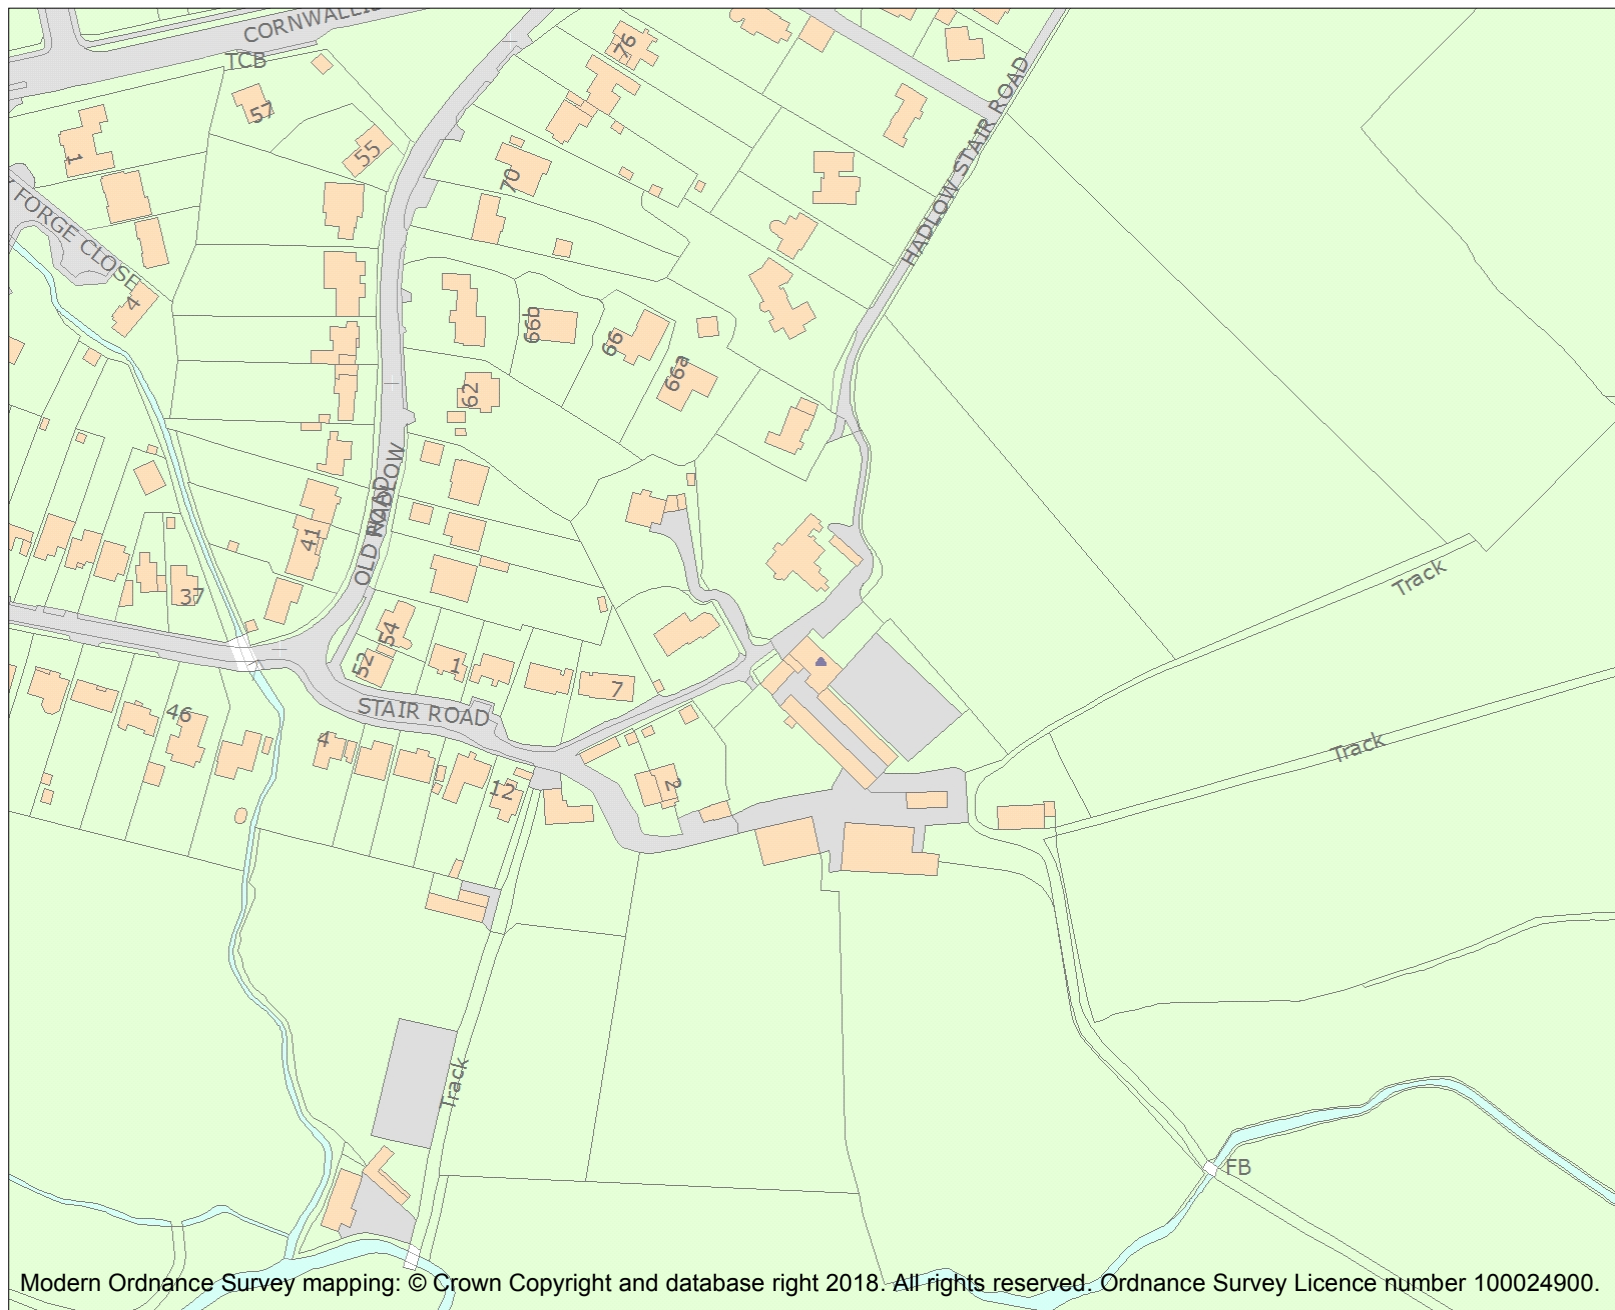 CORNWALLIS
TCB
76
57
55
1
70
HADLOW STAIR ROAD
FORGE CLOSE
4
66b
66
66a
62
OLD HADLOW
ROAD
41
Track
37
54
52
1
7
46
STAIR ROAD
4
Track
2
12
Track
FB
Modern Ordnance Survey mapping: © Crown Copyright and database right 2018. All rights reserved. Ordnance Survey Licence number 100024900.